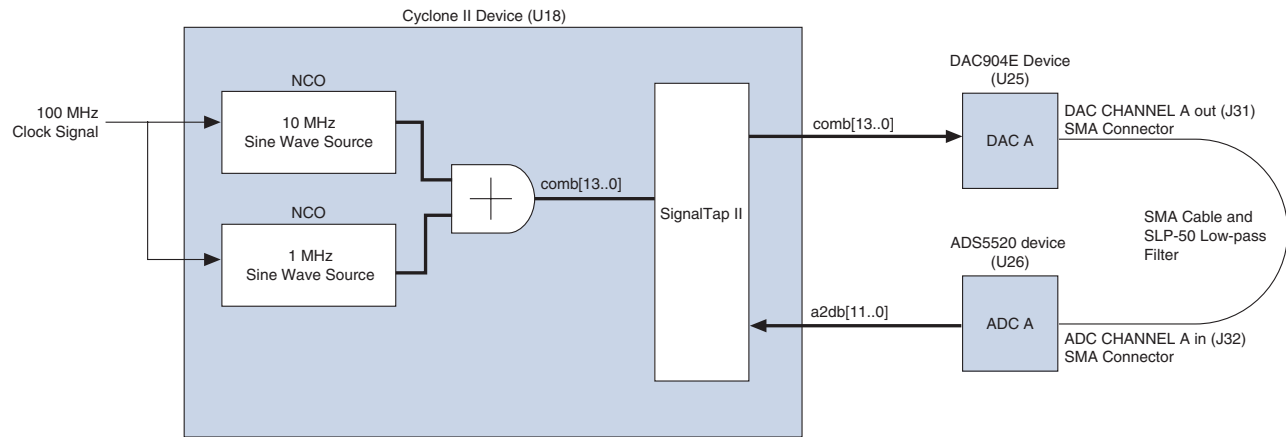 Cyclone II Device (U18)
NCO
100 MHz
Clock Signal
10 MHz
Sine Wave Source
NCO
1 MHz
Sine Wave Source
comb[13..0]
SignalTap II
comb[13..0]
a2db[11..0]
DAC904E Device
(U25)
DAC A
DAC CHANNEL A out (J31)
SMA Connector
SMA Cable and
SLP-50 Low-pass
Filter
ADS5520 device
(U26)
ADC A
ADC CHANNEL A in (J32)
SMA Connector